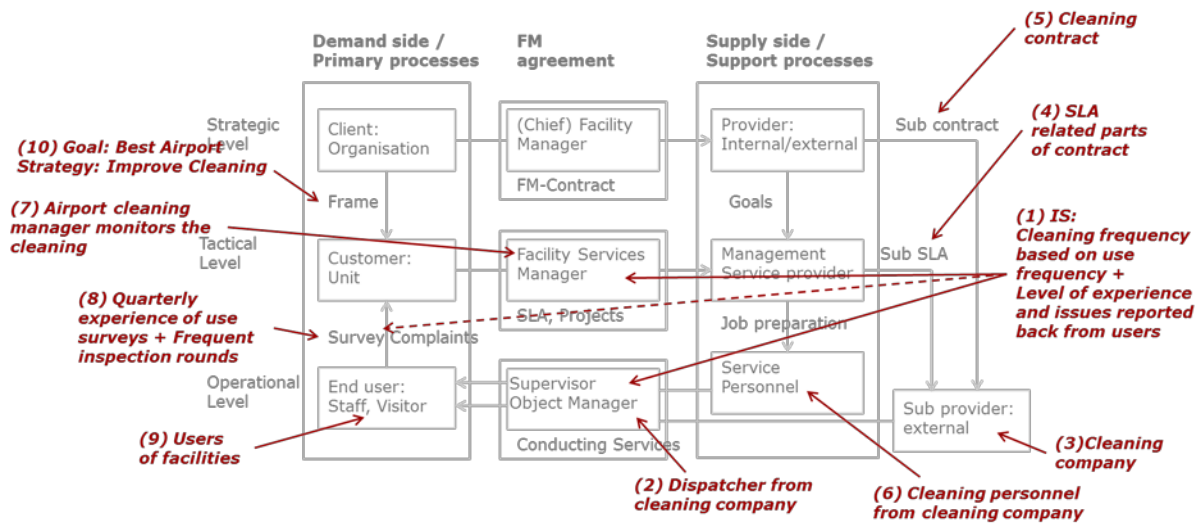 (5) Cleaning
contract
Demand side /
Primary processes
FM
agreement
Supply side /
Support processes
(4) SLA
related parts
of contract
Strategic
Level
Client:
Organisation
(Chief) Facility
Manager
Provider:
Internal/external
Sub contract
(10) Goal: Best Airport
Strategy: Improve Cleaning
FM-Contract
Frame
Goals
(7) Airport cleaning
manager monitors the
cleaning
(1) IS:
Cleaning frequency
based on use
frequency +
Level of experience
and issues reported
back from users
Tactical
Level
Customer:
Unit
Facility Services
Manager
Management
Service provider
Sub SLA
(8) Quarterly
experience of use
surveys + Frequent
inspection rounds
SLA, Projects
Survey Complaints
Job preparation
Operational
Level
End user:
Staff, Visitor
Supervisor
Object Manager
Service
Personnel
Sub provider:
external
(9) Users
of facilities
Conducting Services
(3)Cleaning
company
(2) Dispatcher from
cleaning company
(6) Cleaning personnel
from cleaning company